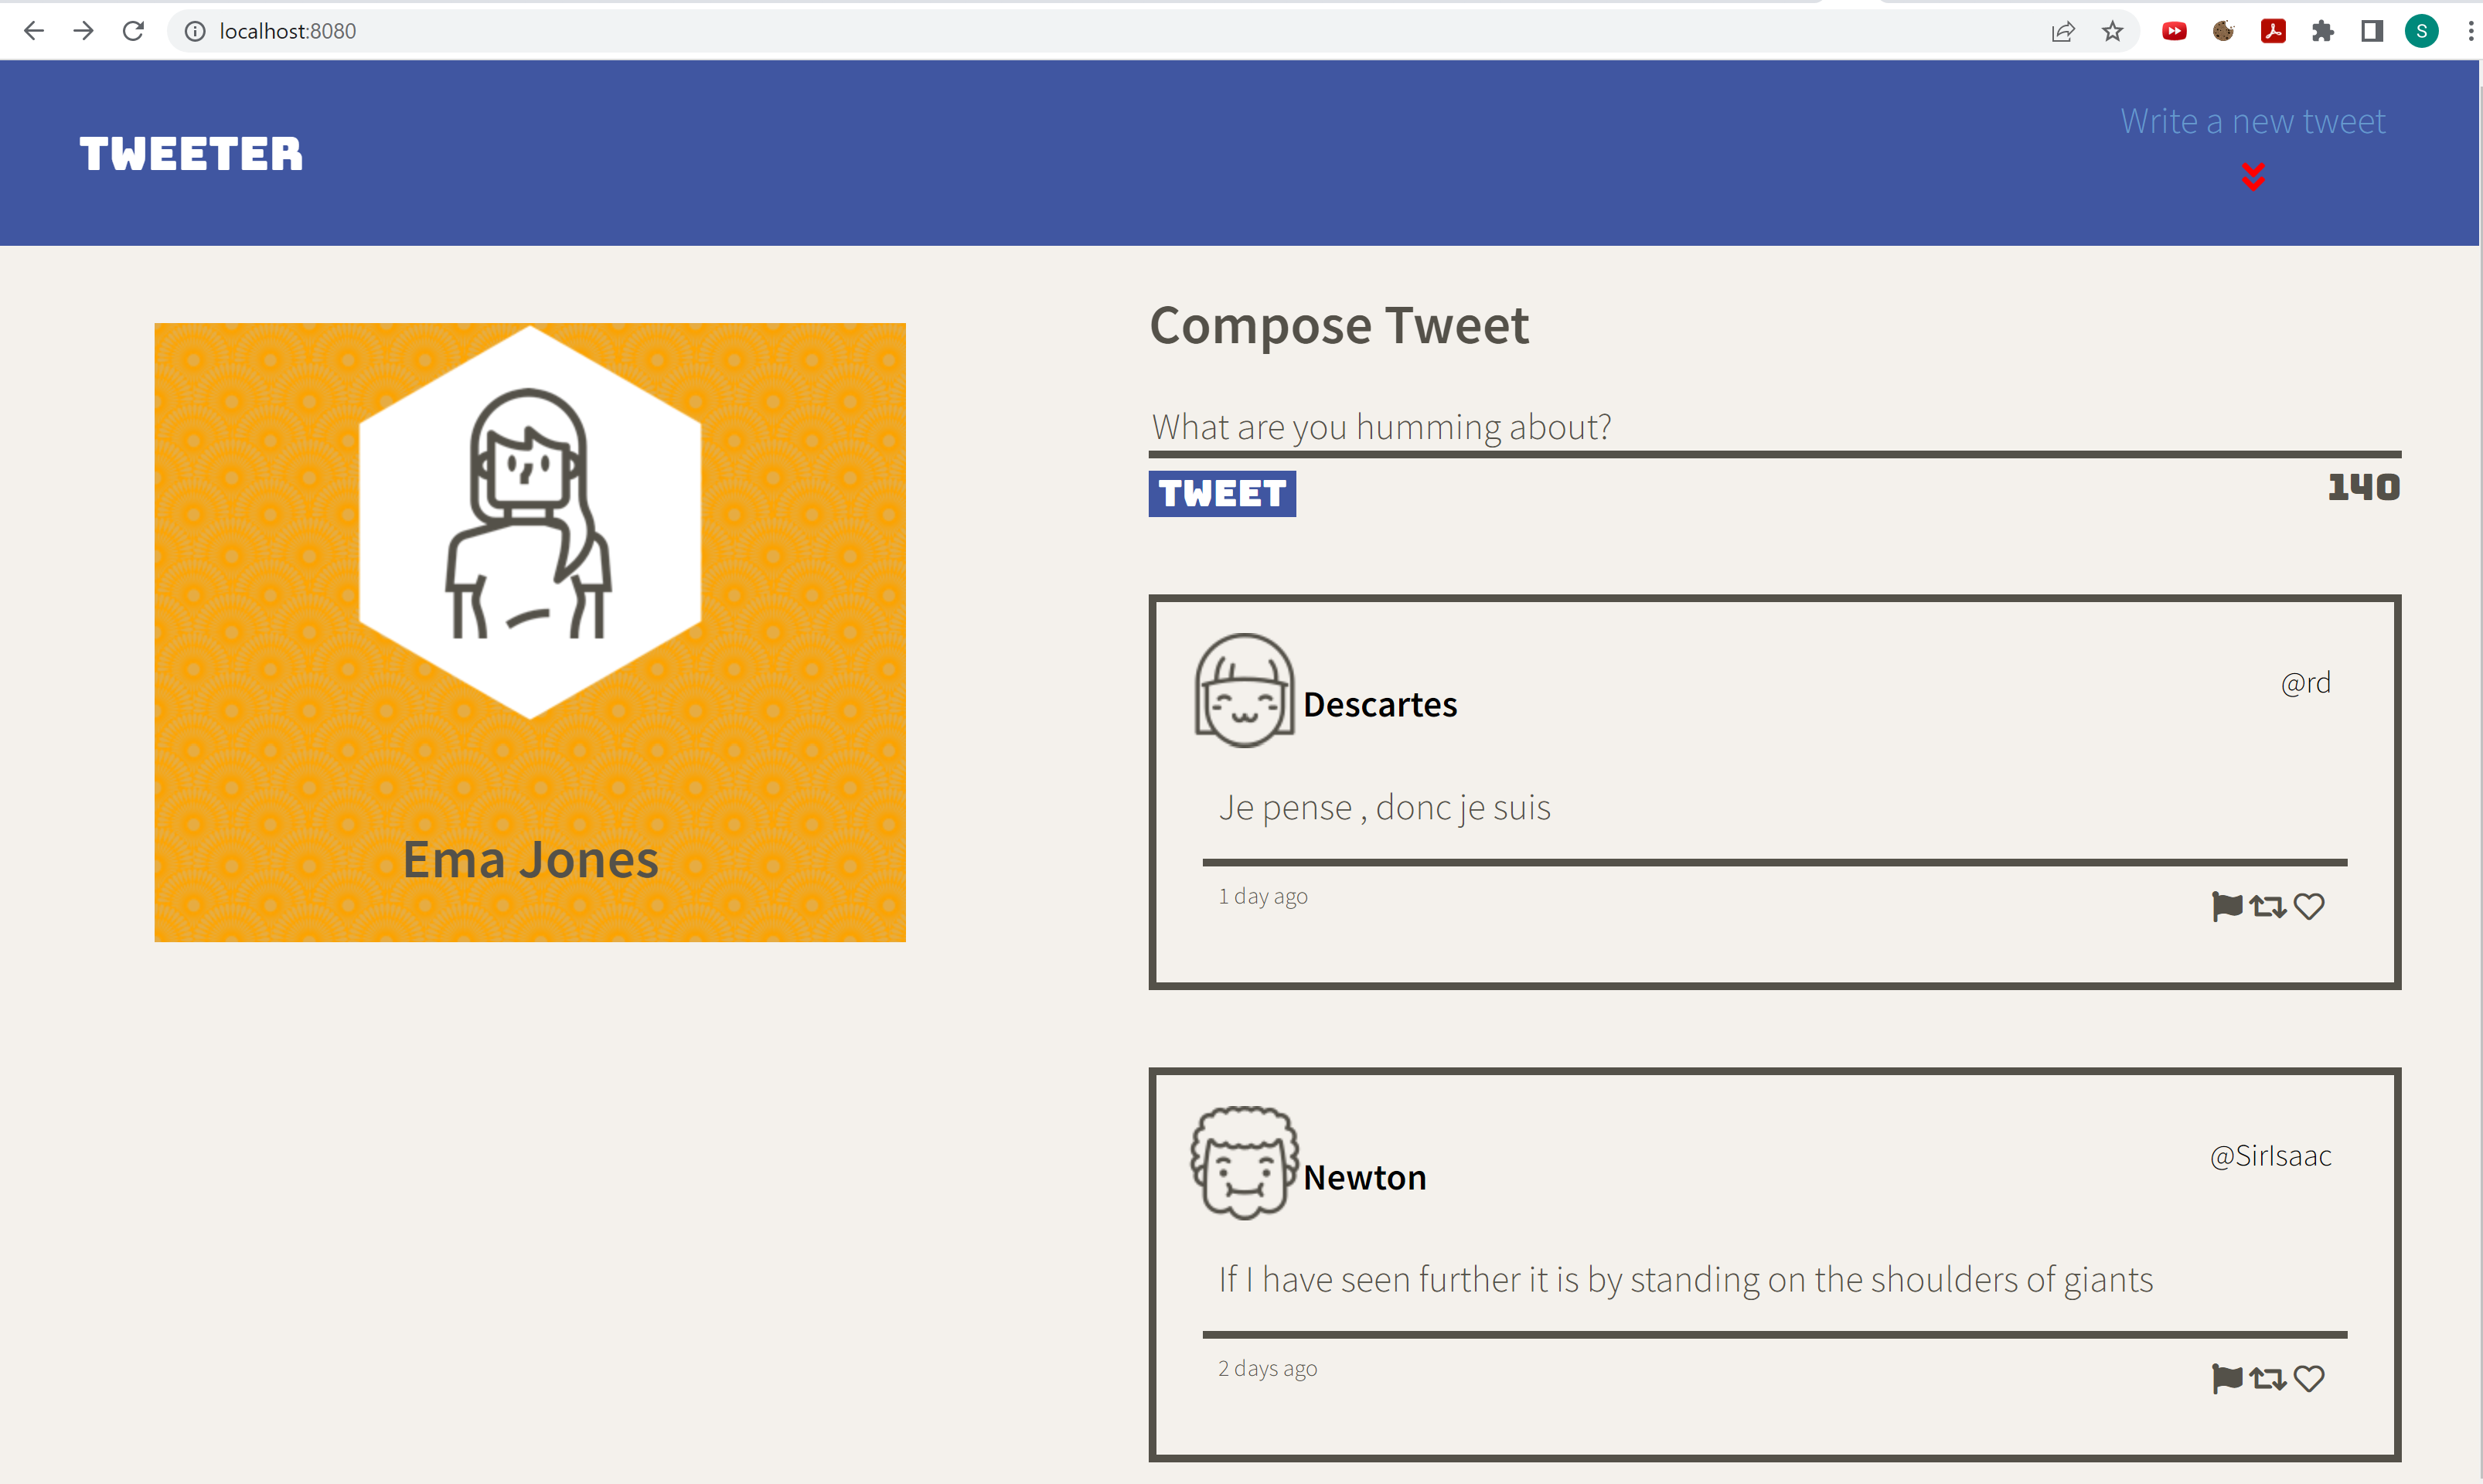 localhost:8080
S
TWEETER
Write a new tweet
Ema Jones
Compose Tweet
What are you humming about?
TWEET
140
Descartes
@rd
Je pense , donc je suis
1 day ago
Newton
@SirIsaac
If I have seen further it is by standing on the shoulders of giants
2 days ago